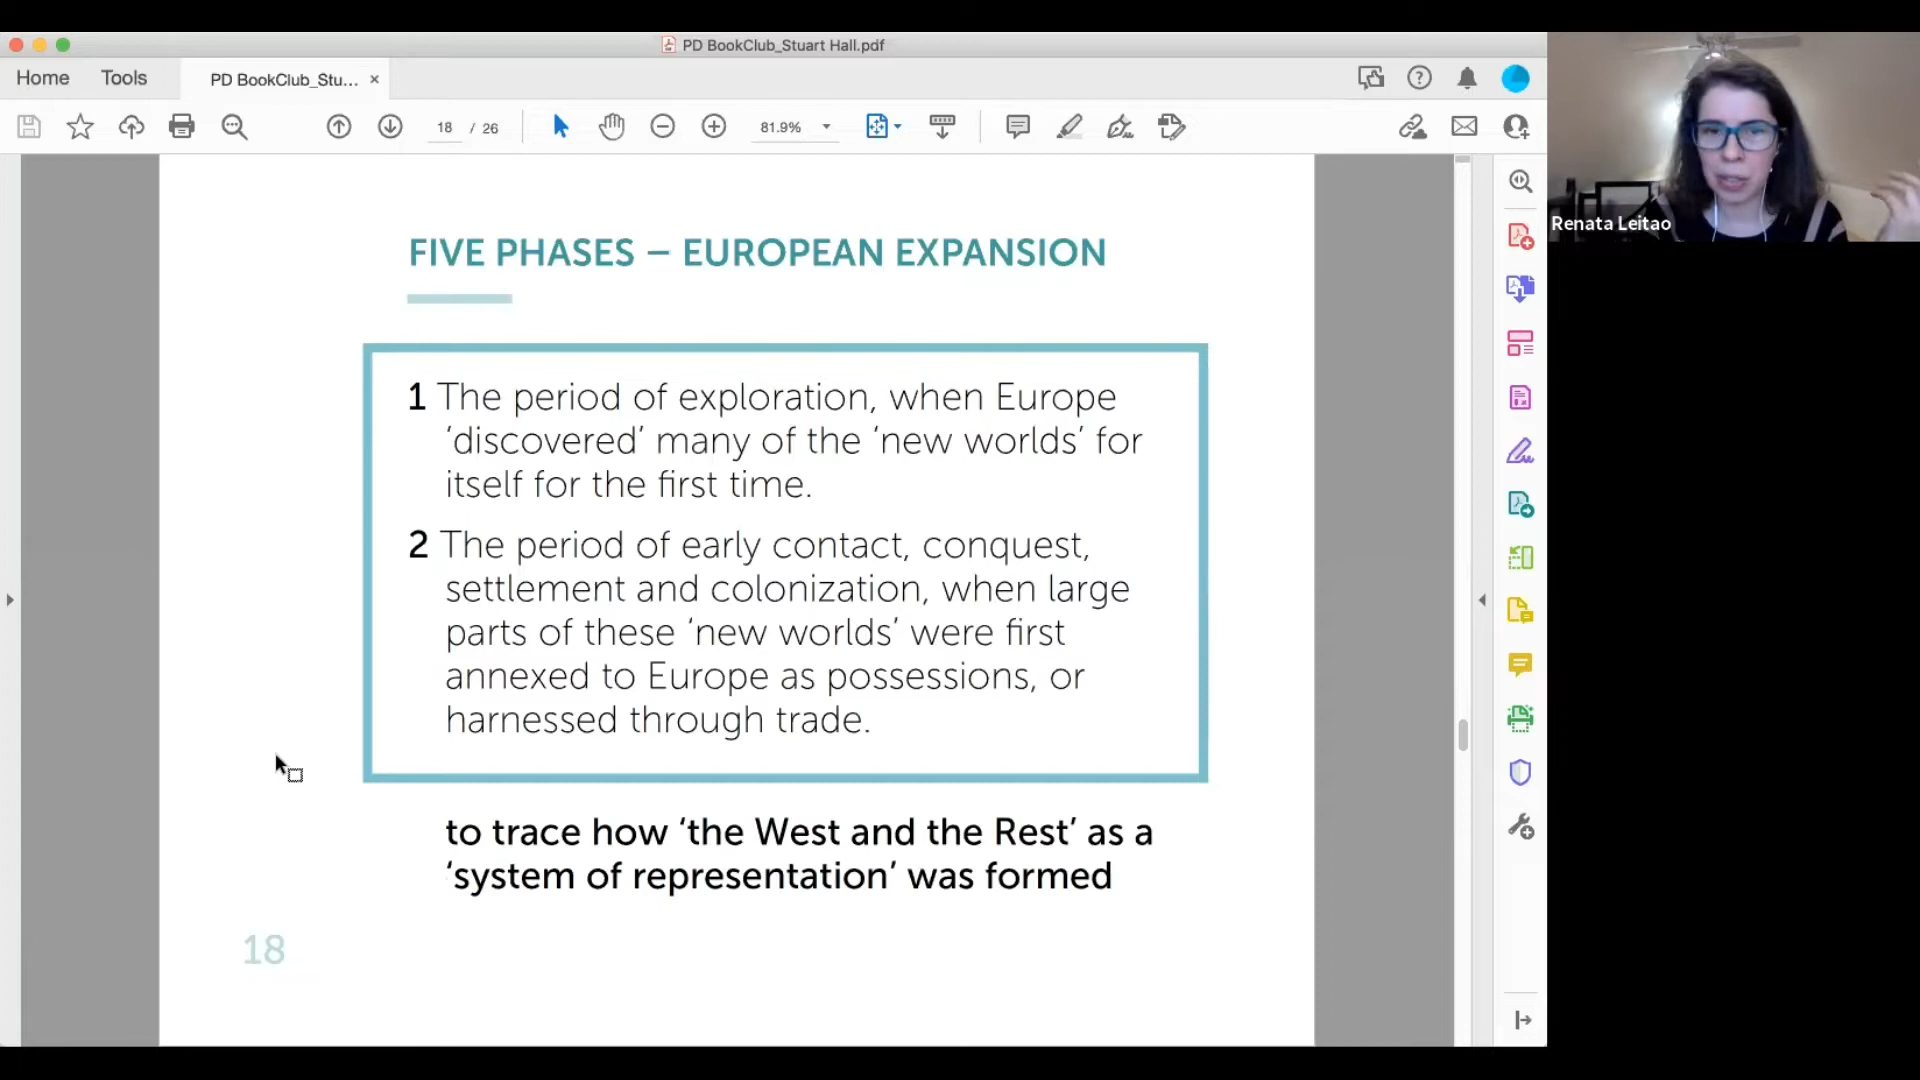 PD BookClub_Stuart Hall.pdf
Home
Tools
PD BookClub_Stu... ×
18 / 26
81.9%
Renata Leitao
FIVE PHASES – EUROPEAN EXPANSION
1 The period of exploration, when Europe
‘discovered’ many of the ‘new worlds’ for
itself for the first time.
2 The period of early contact, conquest,
settlement and colonization, when large
parts of these ‘new worlds’ were first
annexed to Europe as possessions, or
harnessed through trade.
to trace how ‘the West and the Rest’ as a
‘system of representation’ was formed
18